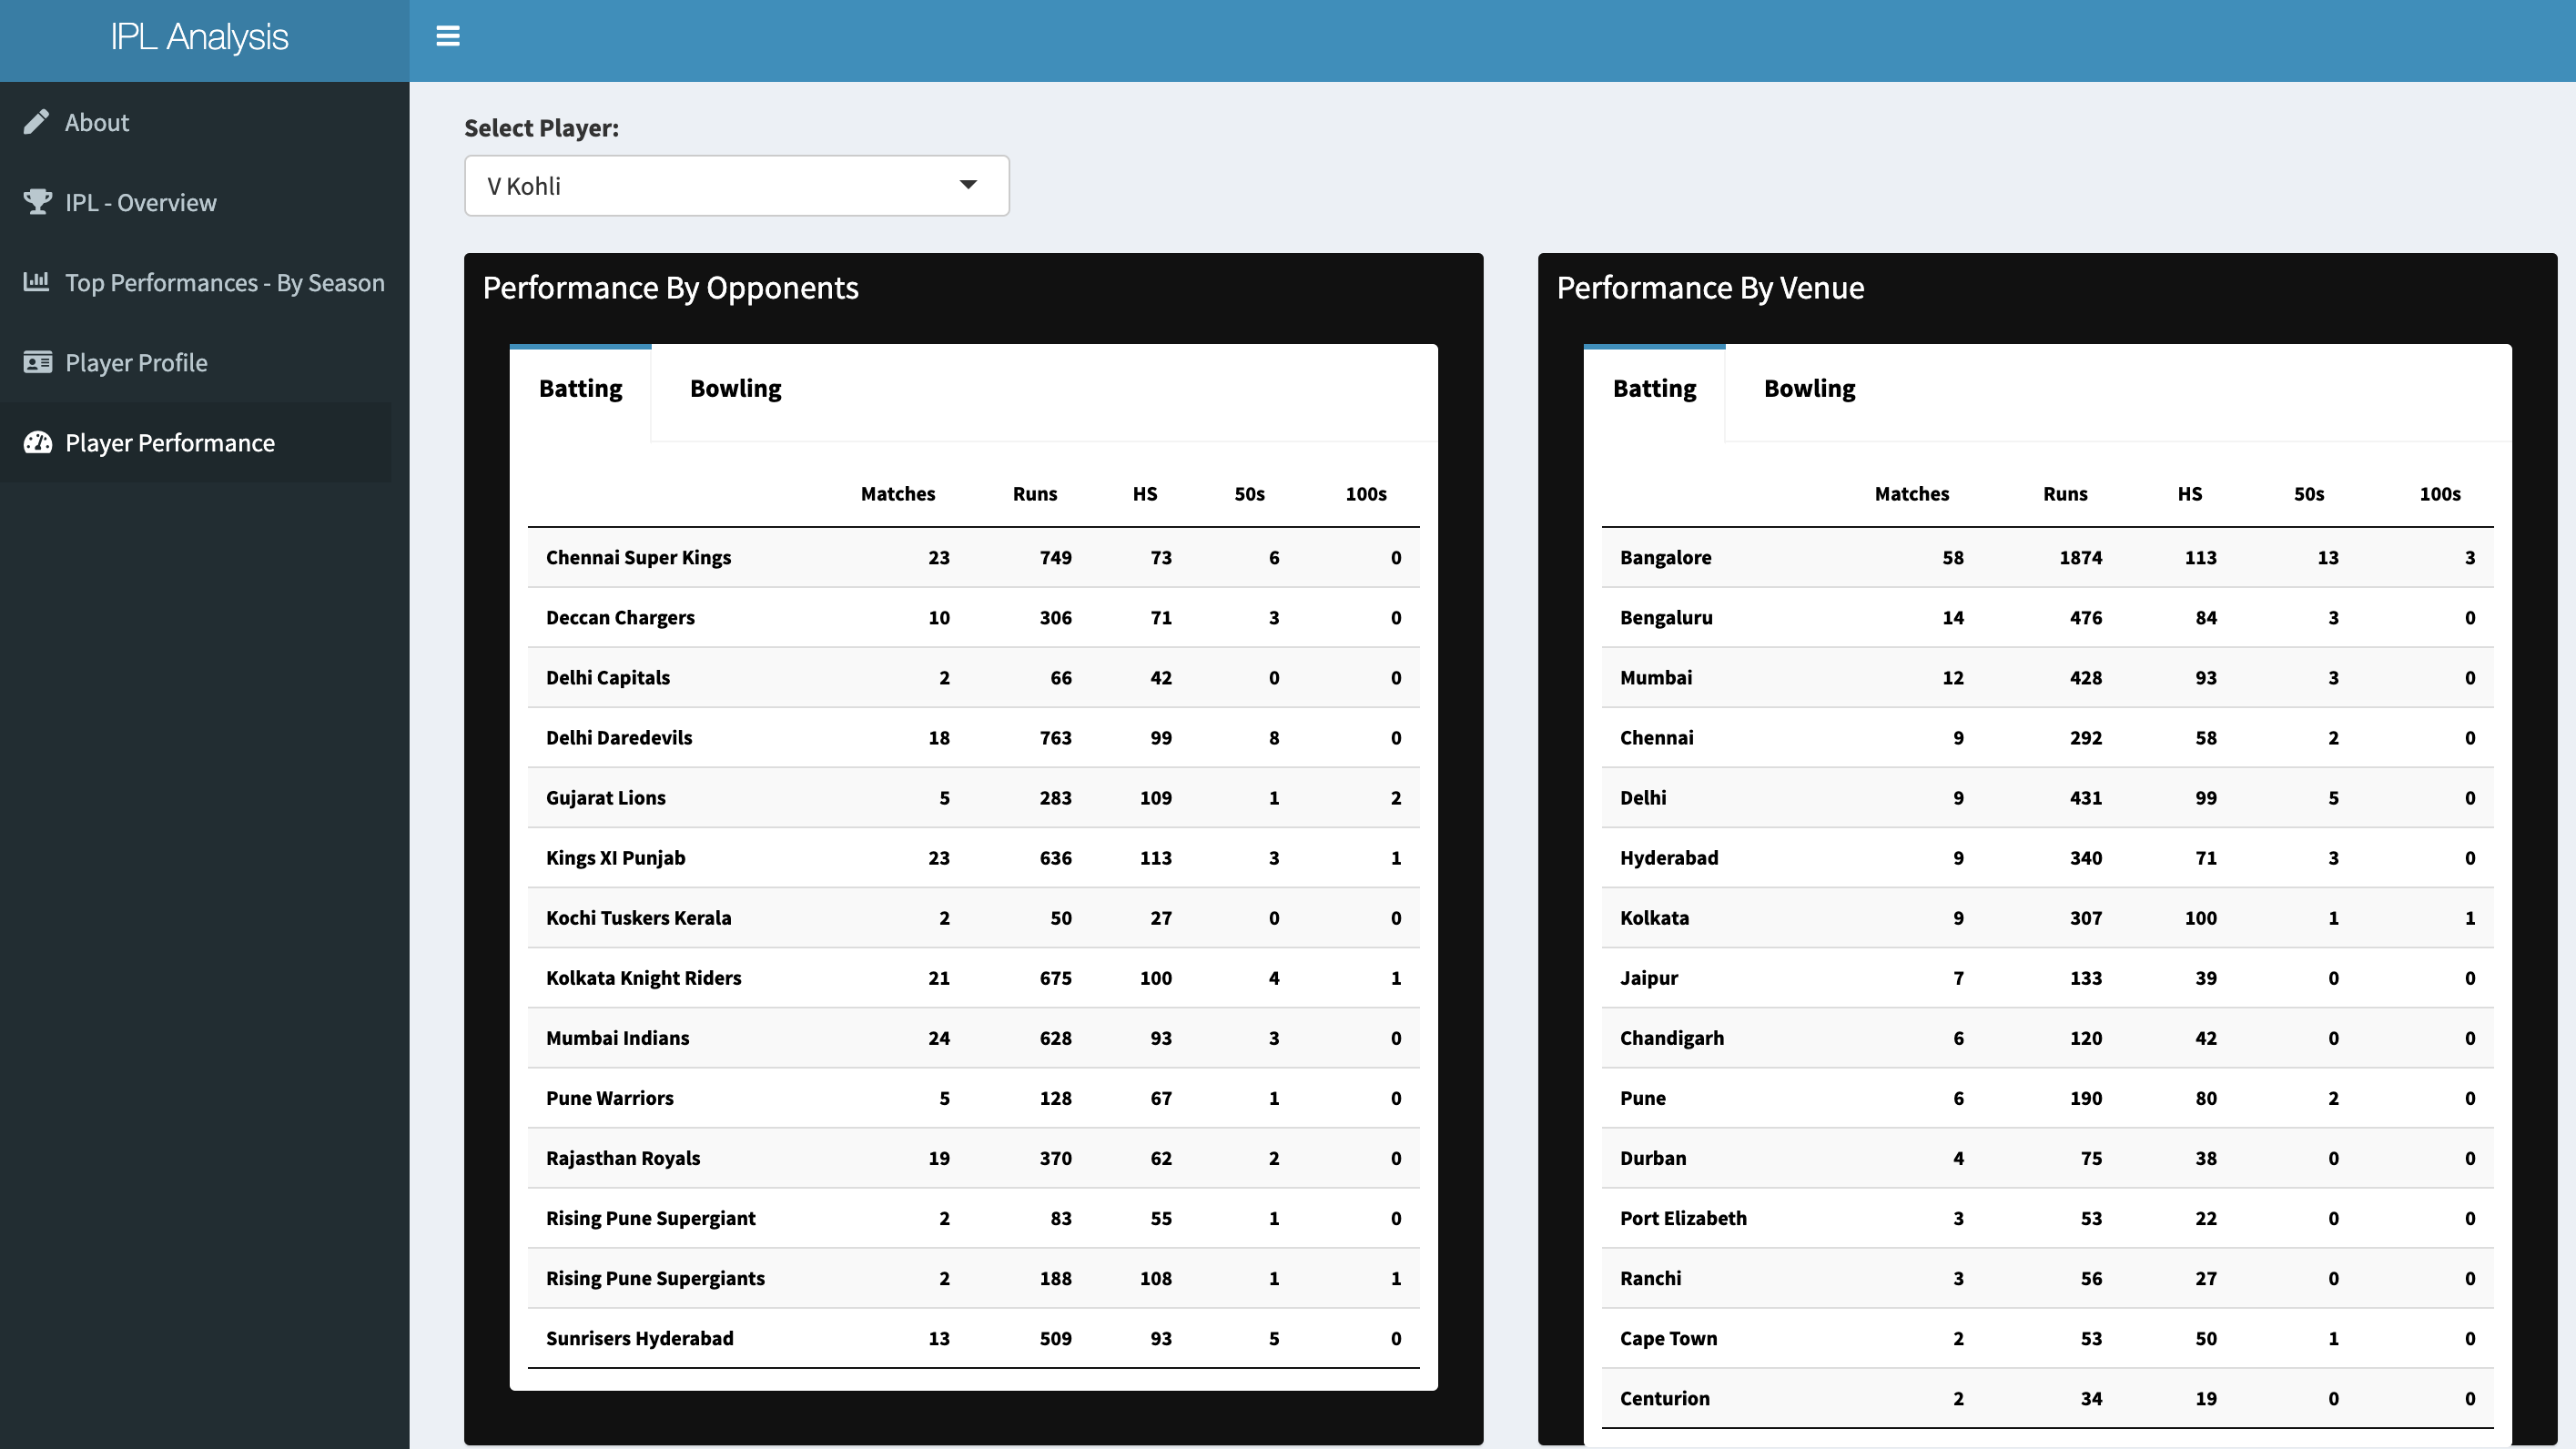 IPL Analysis
About
IPL - Overview
Top Performances - By Season
Player Profile
Player Performance
Select Player:
V Kohli
Performance By Opponents
Batting Bowling
Matches Runs HS 50s 100s
Chennai Super Kings 23 749 73 6 0
Deccan Chargers 10 306 71 3 0
Delhi Capitals 2 66 42 0 0
Delhi Daredevils 18 763 99 8 0
Gujarat Lions 5 283 109 1 2
Kings XI Punjab 23 636 113 3 1
Kochi Tuskers Kerala 2 50 27 0 0
Kolkata Knight Riders 21 675 100 4 1
Mumbai Indians 24 628 93 3 0
Pune Warriors 5 128 67 1 0
Rajasthan Royals 19 370 62 2 0
Rising Pune Supergiant 2 83 55 1 0
Rising Pune Supergiants 2 188 108 1 1
Sunrisers Hyderabad 13 509 93 5 0
Performance By Venue
Batting Bowling
Matches Runs HS 50s 100s
Bangalore 58 1874 113 13 3
Bengaluru 14 476 84 3 0
Mumbai 12 428 93 3 0
Chennai 9 292 58 2 0
Delhi 9 431 99 5 0
Hyderabad 9 340 71 3 0
Kolkata 9 307 100 1 1
Jaipur 7 133 39 0 0
Chandigarh 6 120 42 0 0
Pune 6 190 80 2 0
Durban 4 75 38 0 0
Port Elizabeth 3 53 22 0 0
Ranchi 3 56 27 0 0
Cape Town 2 53 50 1 0
Centurion 2 34 19 0 0